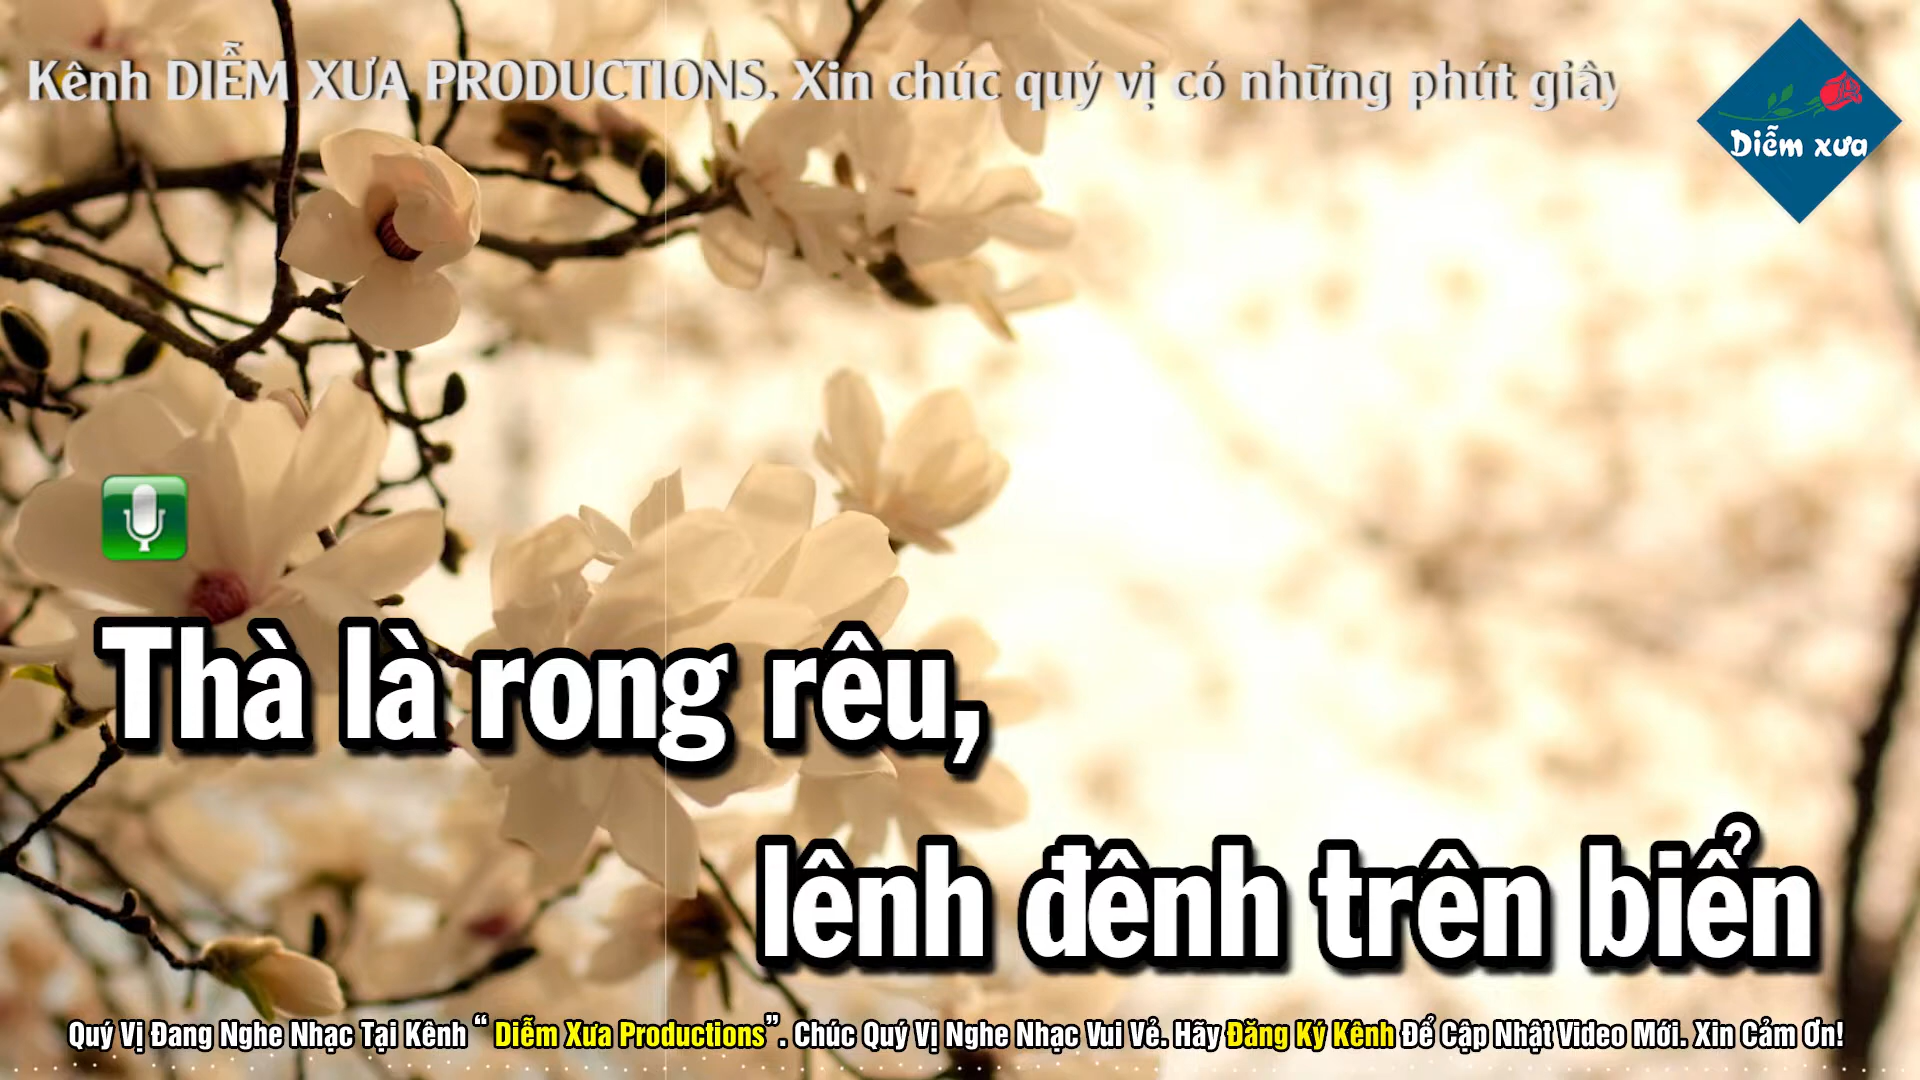 Kênh DIỄM XƯA PRODUCTIONS. Xin chúc quý vị có những phút giây
Diễm xưa
Thà là rong rêu,
lênh đênh trên biển
Quý Vị Đang Nghe Nhạc Tại Kênh “ Diễm Xưa Productions”. Chúc Quý Vị Nghe Nhạc Vui Vẻ. Hãy Đăng Ký Kênh Để Cập Nhật Video Mới. Xin Cảm Ơn!